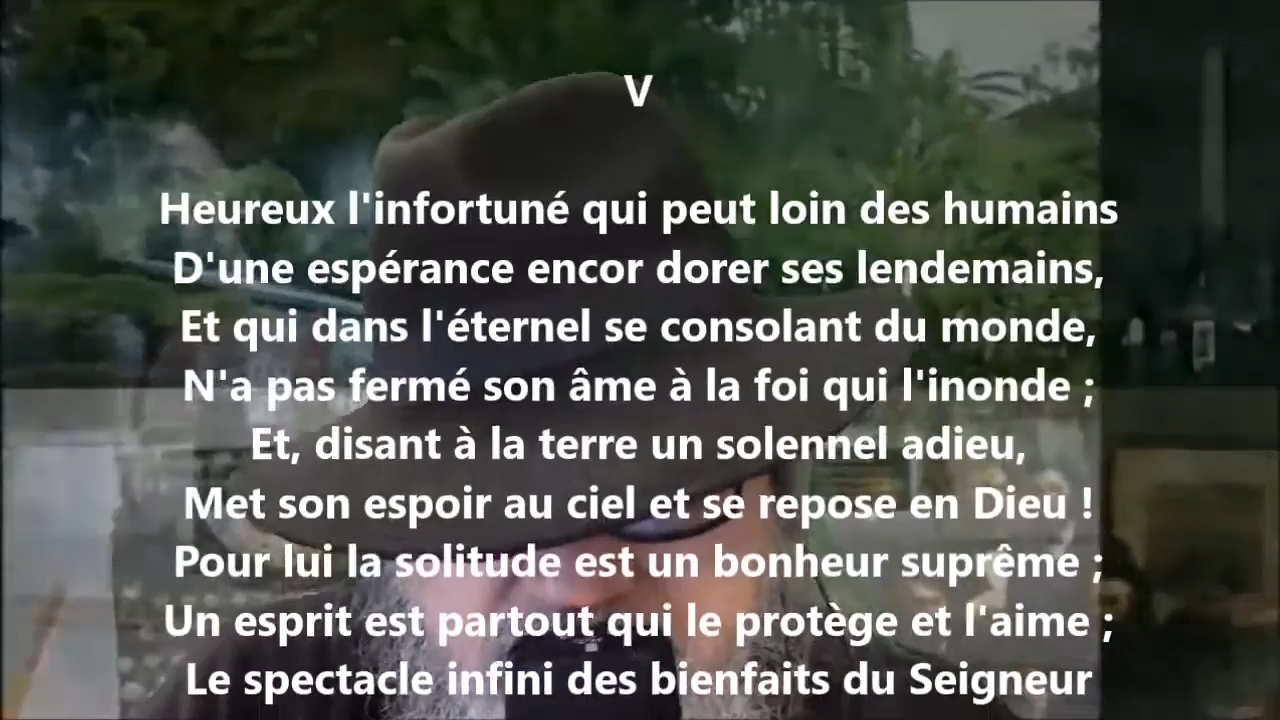 V
Heureux l'infortuné qui peut loin des humains
D'une espérance encor dorer ses lendemains,
Et qui dans l'éternel se consolant du monde,
N'a pas fermé son âme à la foi qui l'inonde ;
Et, disant à la terre un solennel adieu,
Met son espoir au ciel et se repose en Dieu !
Pour lui la solitude est un bonheur suprême ;
Un esprit est partout qui le protège et l'aime ;
Le spectacle infini des bienfaits du Seigneur